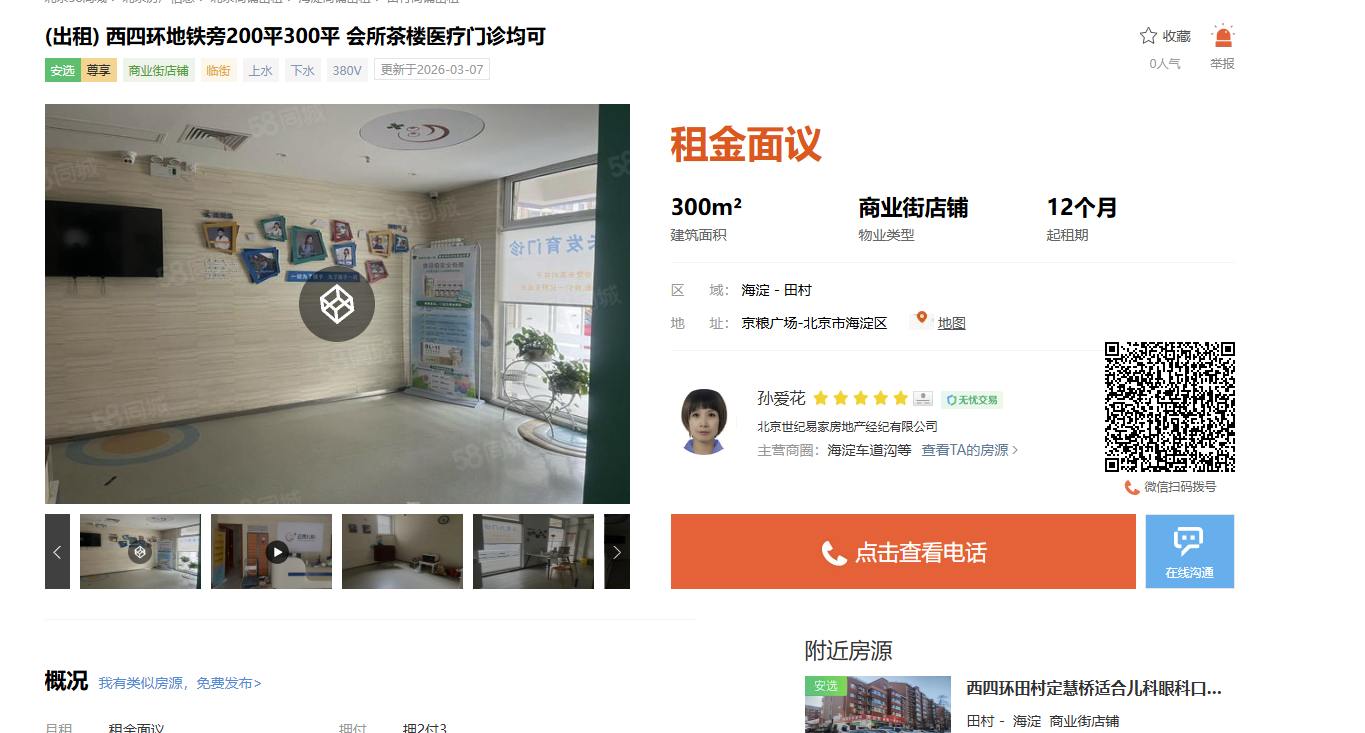 (出租) 西四环地铁旁200平300平 会所茶楼医疗门诊均可
收藏
0人气
举报
安选 尊享 商业街店铺 临街 上水 下水 380V 更新于2026-03-07
58同城
租金面议
300m² 商业街店铺 12个月
建筑面积 物业类型 起租期
区 域： 海淀 - 田村
地 址： 京粮广场-北京市海淀区 地图
孙爱花 无忧交易
北京世纪易家房地产经纪有限公司
主营商圈： 海淀车道沟等 查看TA的房源 >
微信扫码拨号
点击查看电话
在线沟通
概况 我有类似房源，免费发布>
月租 租金面议 押付 押2付3
附近房源
安选
西四环田村定慧桥适合儿科眼科口...
田村 - 海淀 商业街店铺